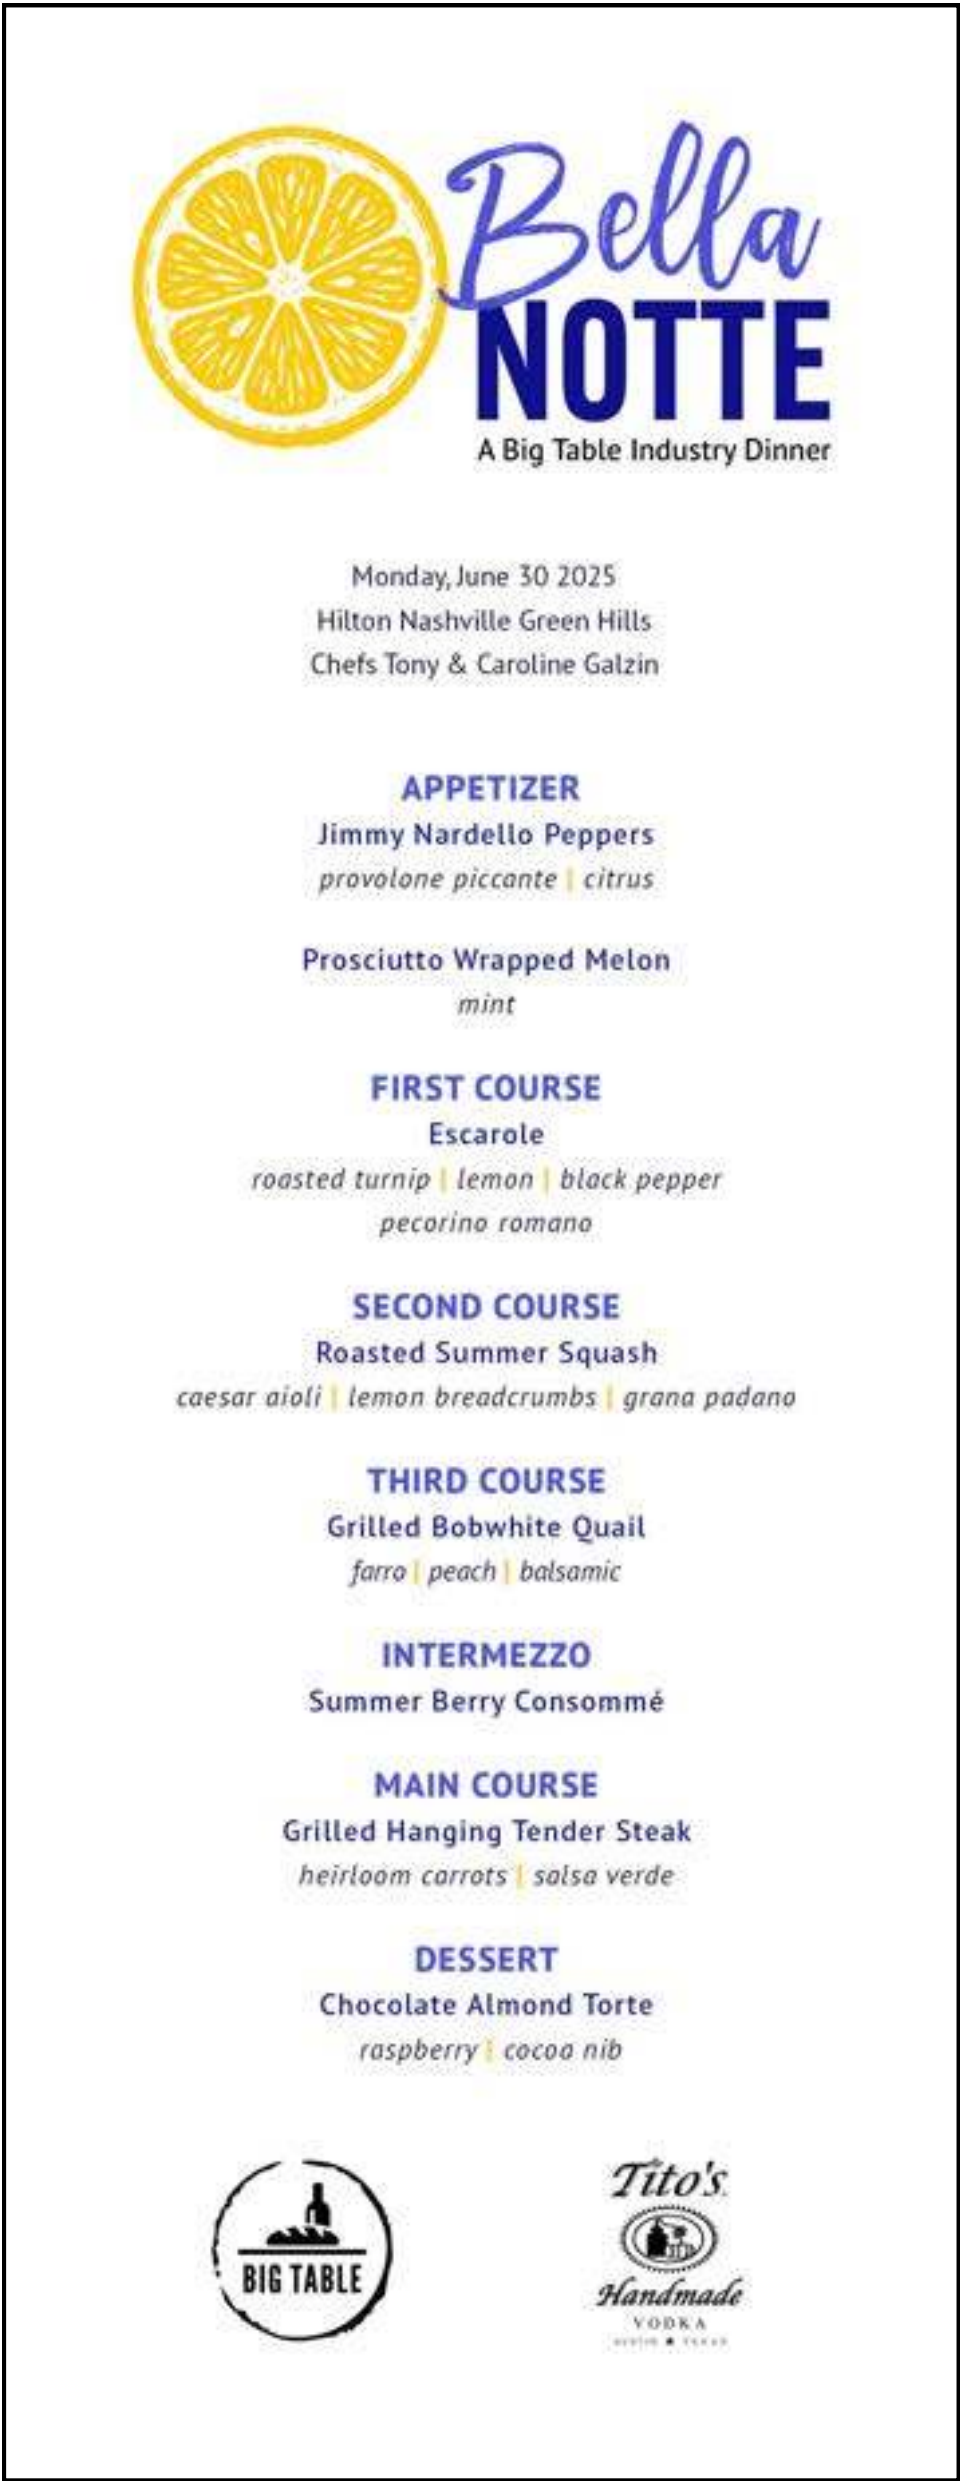 Bella
NOTTE
A Big Table Industry Dinner
Monday, June 30 2025
Hilton Nashville Green Hills
Chefs Tony & Caroline Galzin
APPETIZER
Jimmy Nardello Peppers
provolone piccante | citrus
Prosciutto Wrapped Melon
mint
FIRST COURSE
Escarole
roasted turnip | lemon | black pepper
pecorino romano
SECOND COURSE
Roasted Summer Squash
caesar aioli | lemon breadcrumbs | grana padano
THIRD COURSE
Grilled Bobwhite Quail
farro | peach | balsamic
INTERMEZZO
Summer Berry Consommé
MAIN COURSE
Grilled Hanging Tender Steak
heirloom carrots | salsa verde
DESSERT
Chocolate Almond Torte
raspberry | cocoa nib
BIG TABLE
Tito's
Handmade
VODKA